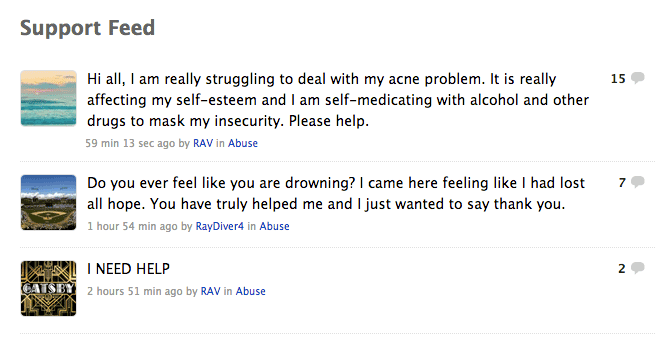 Support Feed
Hi all, I am really struggling to deal with my acne problem. It is really
15
affecting my self-esteem and I am self-medicating with alcohol and other
drugs to mask my insecurity. Please help.
59 min 13 sec ago by RAV in Abuse
Do you ever feel like you are drowning? I came here feeling like I had lost
7
all hope. You have truly helped me and I just wanted to say thank you.
1 hour 54 min ago by RayDiver4 in Abuse
GATSBY
I NEED HELP
2
2 hours 51 min ago by RAV in Abuse